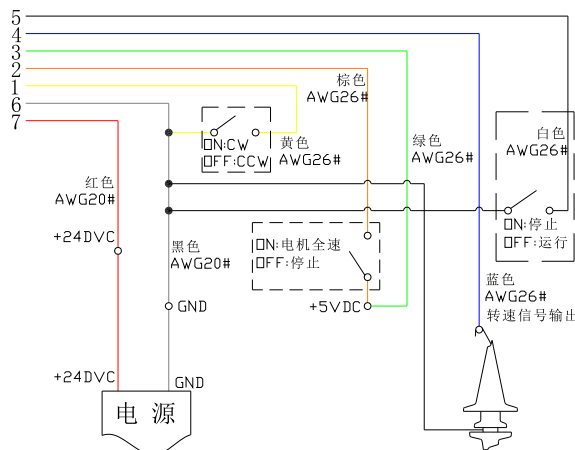 5
4
3
2
1
6
7
棕色
AWG26#
ON:CW
OFF:CCW
黄色
AWG26#
绿色
AWG26#
白色
AWG26#
红色
AWG20#
+24DVC
黑色
AWG20#
ON:电机全速
OFF:停止
ON:停止
OFF:运行
GND
+5VDC
蓝色
AWG26#
转速信号输出
+24DVC
GND
电源